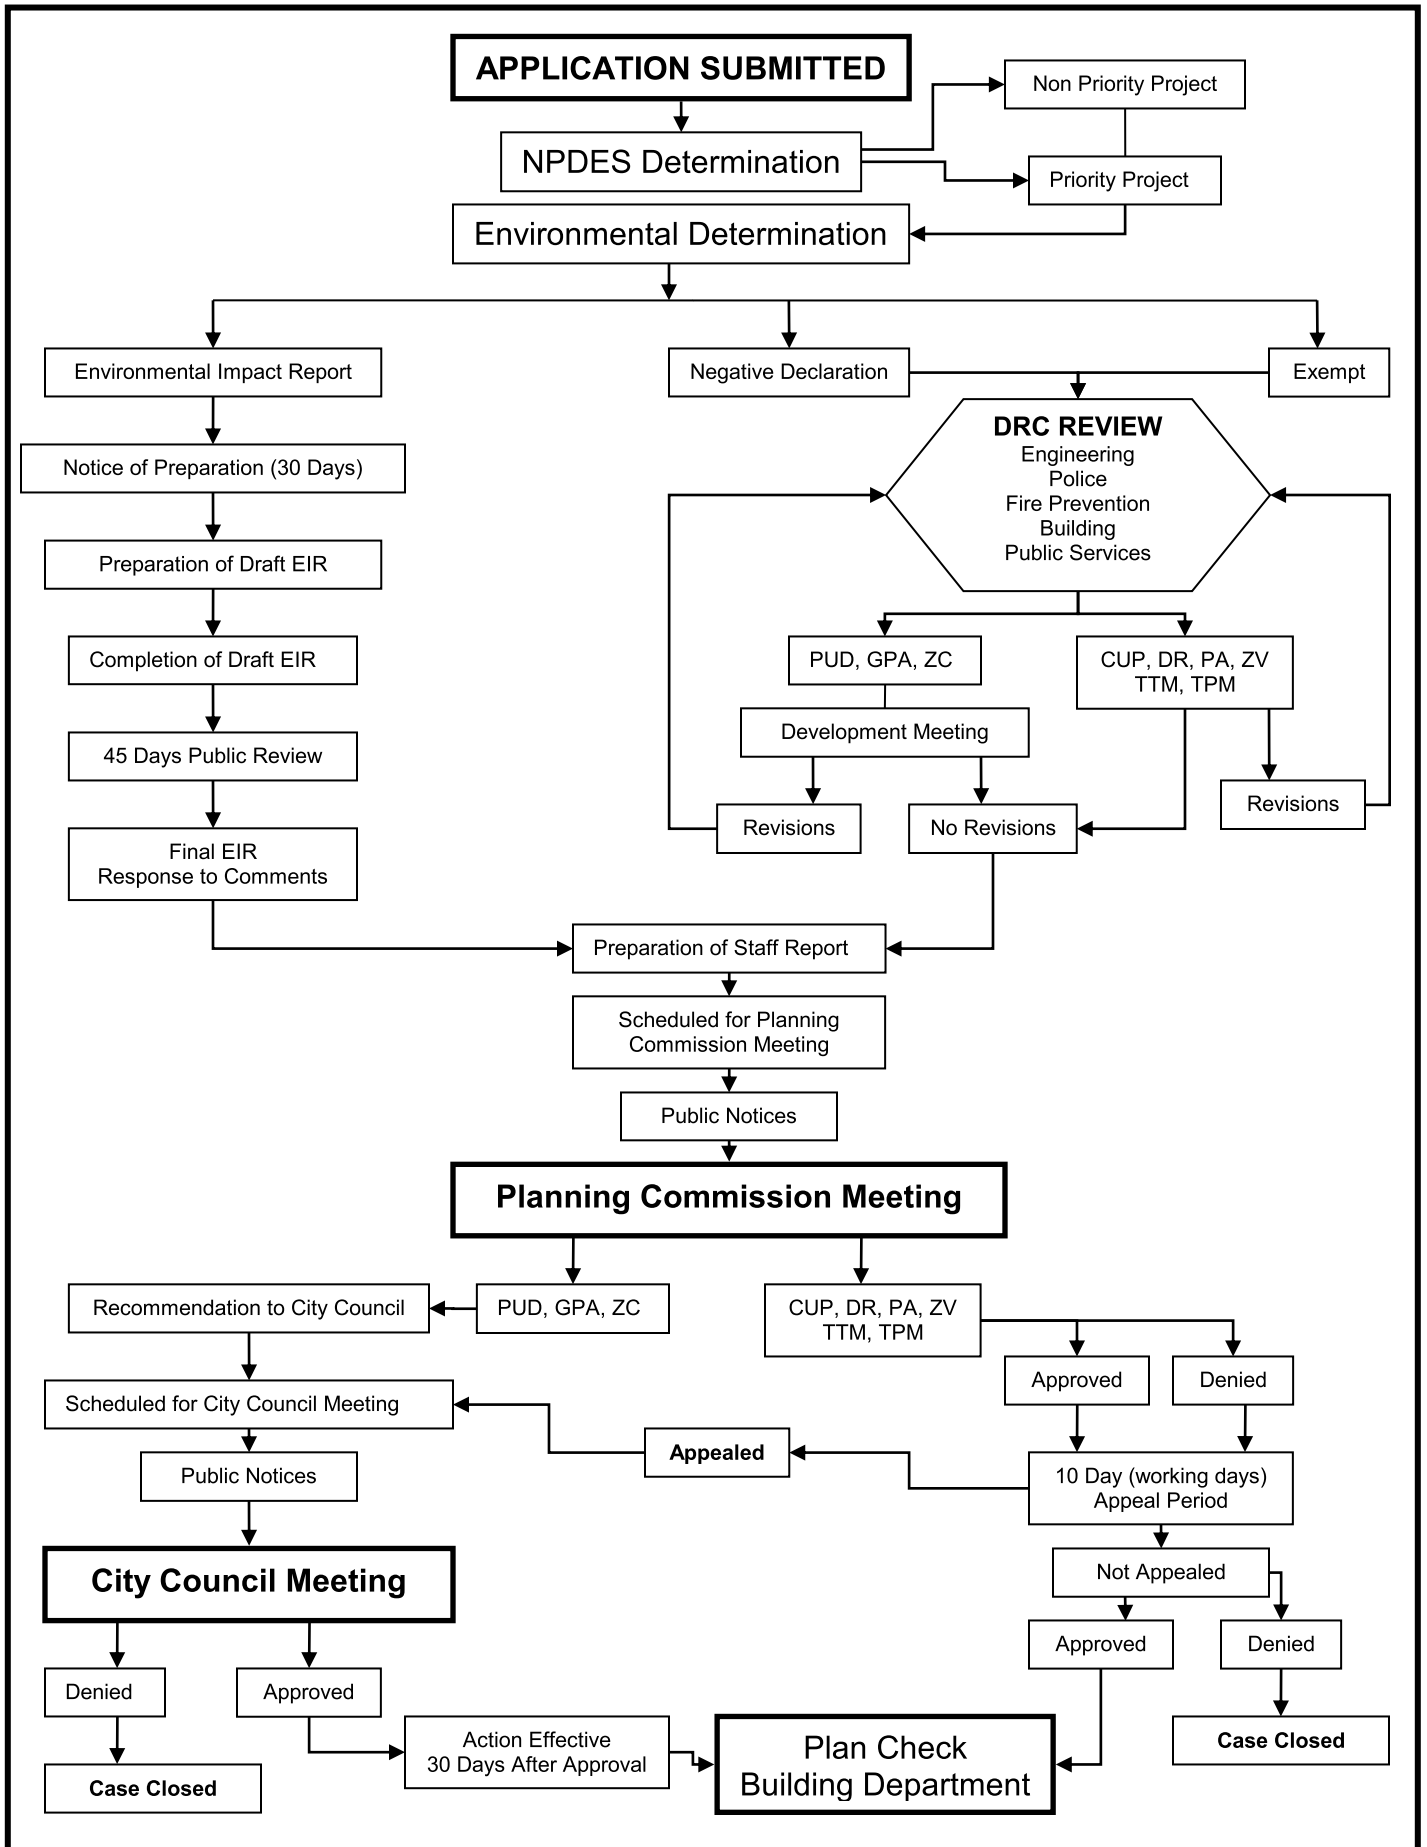 APPLICATION SUBMITTED
Non Priority Project
NPDES Determination
Priority Project
Environmental Determination
Environmental Impact Report
Negative Declaration
Exempt
DRC REVIEW
Engineering
Police
Fire Prevention
Building
Public Services
Notice of Preparation (30 Days)
Preparation of Draft EIR
Completion of Draft EIR
45 Days Public Review
Final EIR
Response to Comments
PUD, GPA, ZC
CUP, DR, PA, ZV
TTM, TPM
Development Meeting
Revisions
No Revisions
Revisions
Preparation of Staff Report
Scheduled for Planning
Commission Meeting
Public Notices
Planning Commission Meeting
Recommendation to City Council
PUD, GPA, ZC
CUP, DR, PA, ZV
TTM, TPM
Approved
Denied
Scheduled for City Council Meeting
Appealed
10 Day (working days)
Appeal Period
Public Notices
City Council Meeting
Not Appealed
Approved
Denied
Denied
Approved
Action Effective
30 Days After Approval
Plan Check
Building Department
Case Closed
Case Closed